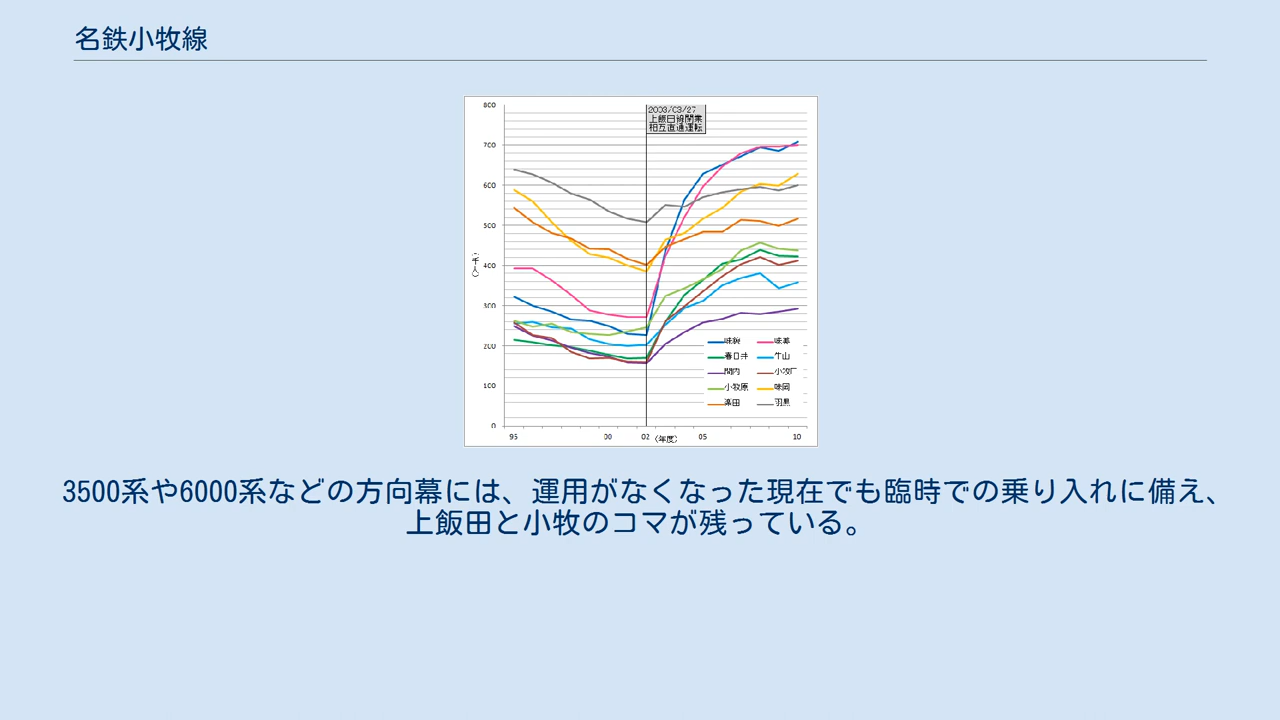 名鉄小牧線
800
2003/03/27
上飯田線開業
相互直通運転
700
600
500
400
300
味鋺 味美
春日井 牛山
間内 小牧口
200
小牧原 味岡
100
楽田 羽黒
0
95 00 02 (年度) 05 10
3500系や6000系などの方向幕には、運用がなくなった現在でも臨時での乗り入れに備え、
上飯田と小牧のコマが残っている。